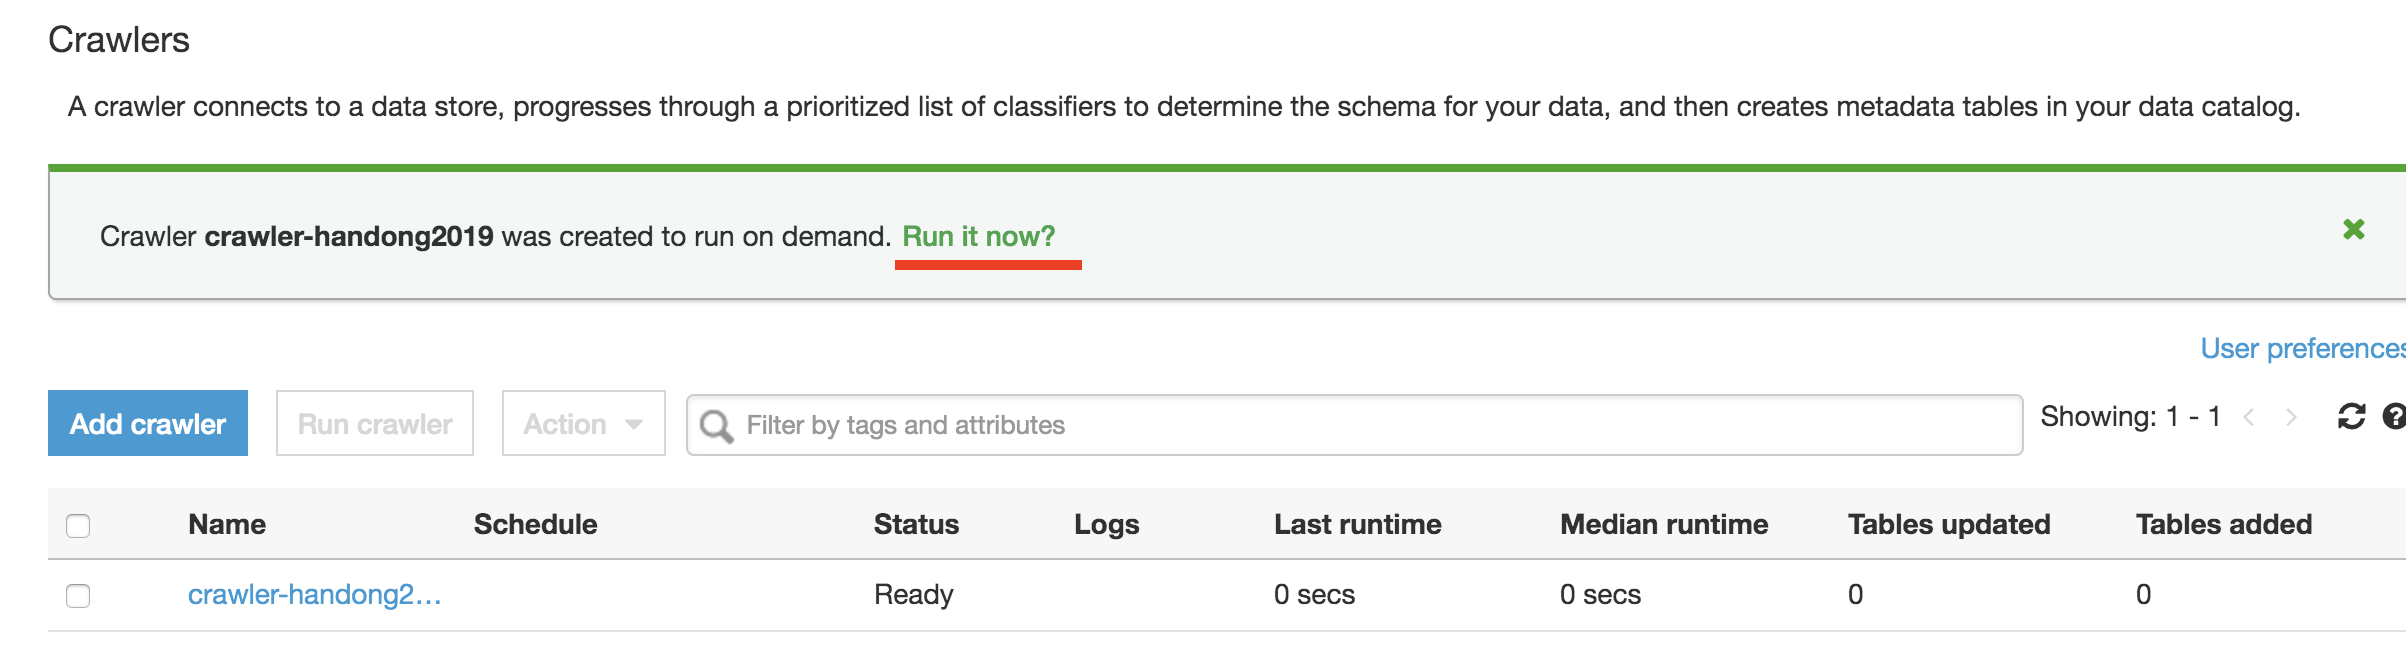 Crawlers
A crawler connects to a data store, progresses through a prioritized list of classifiers to determine the schema for your data, and then creates metadata tables in your data catalog.
Crawler crawler-handong2019 was created to run on demand. Run it now?
User preferences
Add crawler Run crawler Action Filter by tags and attributes Showing: 1 - 1
Name Schedule Status Logs Last runtime Median runtime Tables updated Tables added
crawler-handong2... Ready 0 secs 0 secs 0 0